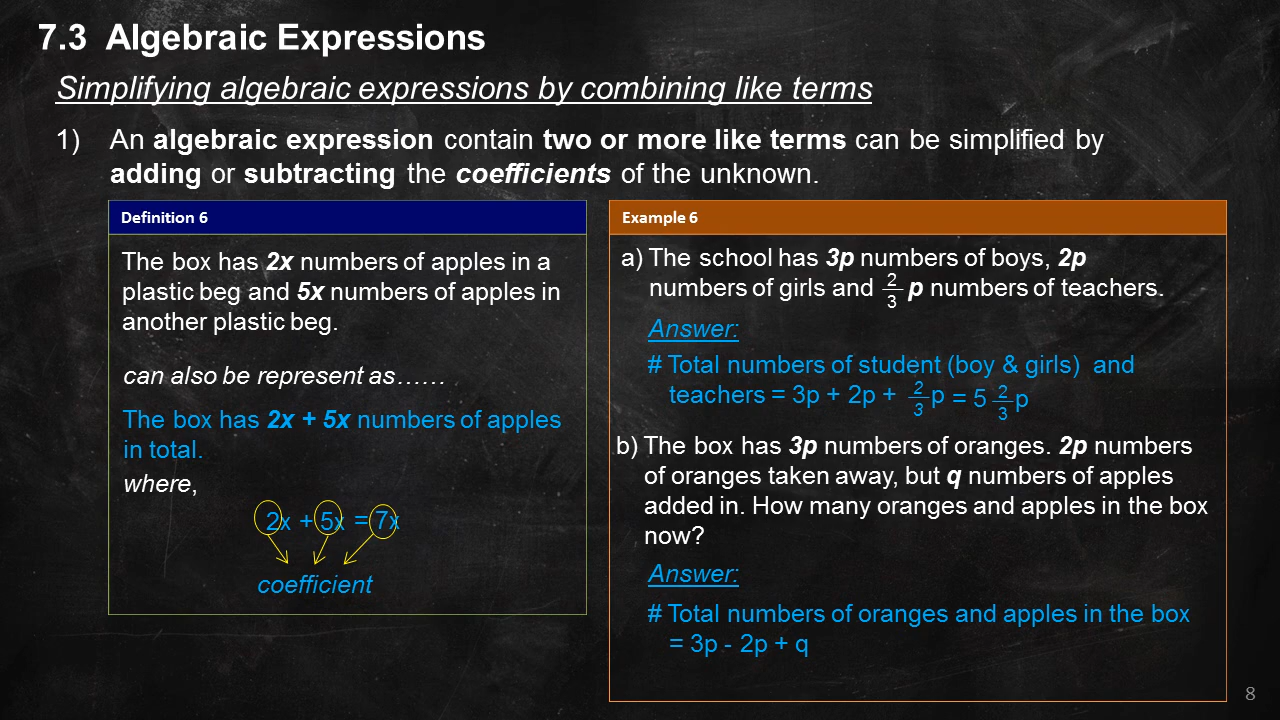 7.3 Algebraic Expressions
Simplifying algebraic expressions by combining like terms
1) An algebraic expression contain two or more like terms can be simplified by
adding or subtracting the coefficients of the unknown.
Definition 6
The box has 2x numbers of apples in a
plastic beg and 5x numbers of apples in
another plastic beg.
can also be represent as……
The box has 2x + 5x numbers of apples
in total.
where,
2x + 5x = 7x
coefficient
Example 6
a) The school has 3p numbers of boys, 2p
numbers of girls and 2/3 p numbers of teachers.
Answer:
# Total numbers of student (boy & girls) and
teachers = 3p + 2p + 2/3 p = 5 2/3 p
b) The box has 3p numbers of oranges. 2p numbers
of oranges taken away, but q numbers of apples
added in. How many oranges and apples in the box
now?
Answer:
# Total numbers of oranges and apples in the box
= 3p - 2p + q
8